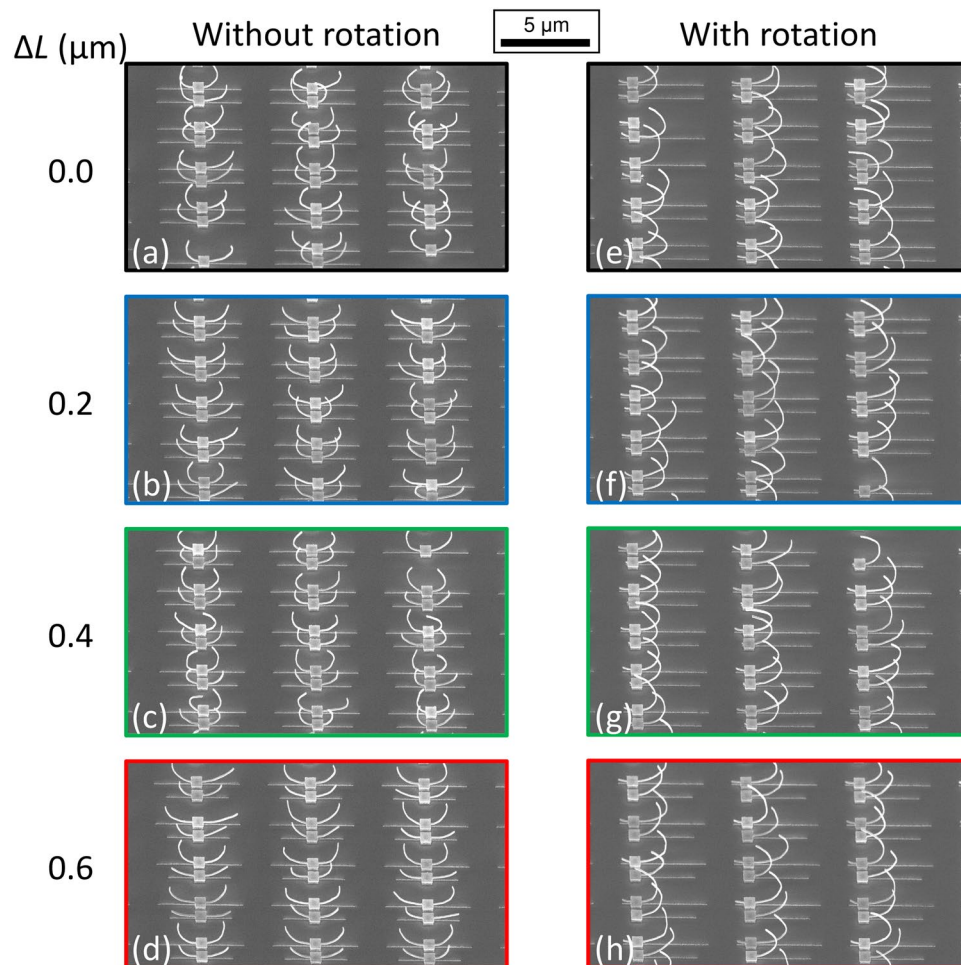 ΔL (μm)
Without rotation
5 μm
With rotation
0.0
(a)
(e)
0.2
(b)
(f)
0.4
(c)
(g)
0.6
(d)
(h)